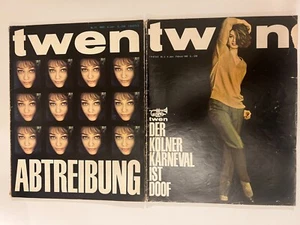 twen
ABTREIBUNG
twen
twen
DER
KÖLNER
KARNEVAL
IST
DOOF